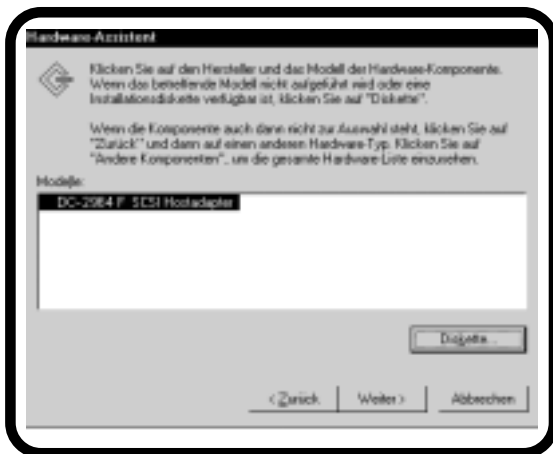 Hardware-Assistent
Klicken Sie auf den Hersteller und das Modell der Hardware-Komponente.
Wenn das betreffende Modell nicht aufgeführt wird oder eine
Installationsdiskette verfügbar ist, klicken Sie auf "Diskette".
Wenn die Komponente auch dann nicht zur Auswahl steht, klicken Sie auf
"Zurück" und dann auf einen anderen Hardware-Typ. Klicken Sie auf
"Andere Komponenten", um die gesamte Hardware-Liste einzusehen.
Modelle:
DC-2964 F SCSI Hostadapter
Diskette...
< Zurück
Weiter >
Abbrechen